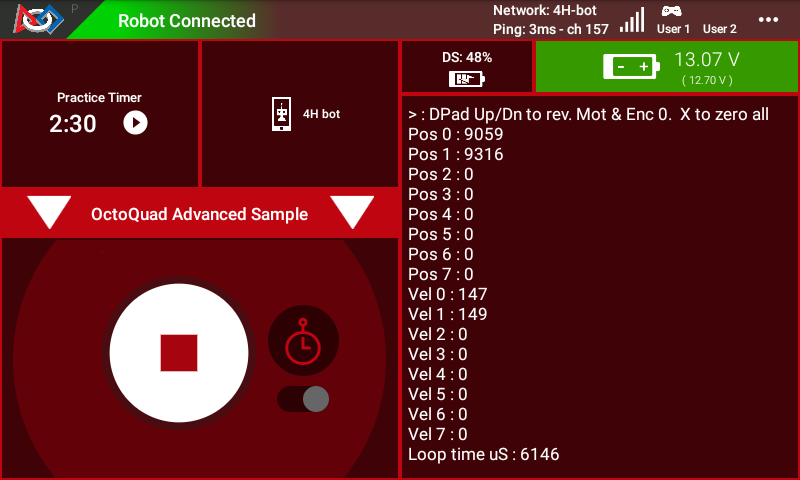 P
Robot Connected
Network: 4H-bot
Ping: 3ms - ch 157
User 1
User 2
Practice Timer
2:30
4H bot
DS: 48%
13.07 V
( 12.70 V )
OctoQuad Advanced Sample
> : DPad Up/Dn to rev. Mot & Enc 0.  X to zero all
Pos 0 : 9059
Pos 1 : 9316
Pos 2 : 0
Pos 3 : 0
Pos 4 : 0
Pos 5 : 0
Pos 6 : 0
Pos 7 : 0
Vel 0 : 147
Vel 1 : 149
Vel 2 : 0
Vel 3 : 0
Vel 4 : 0
Vel 5 : 0
Vel 6 : 0
Vel 7 : 0
Loop time uS : 6146